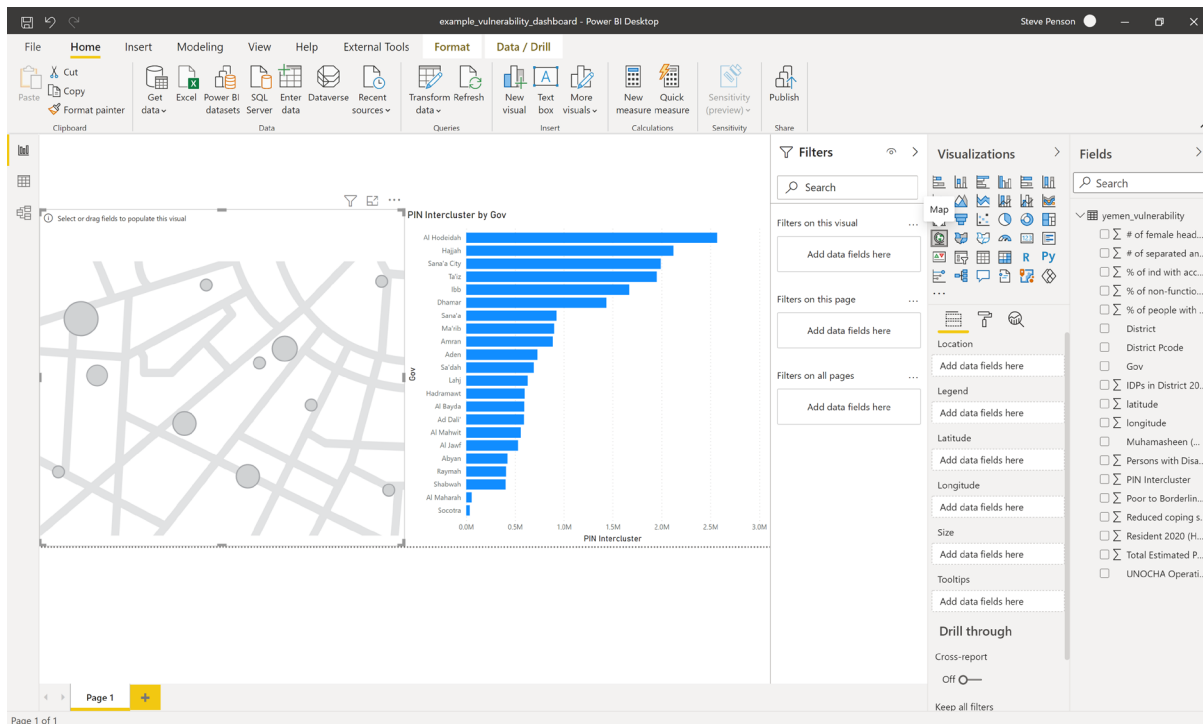 example_vulnerability_dashboard - Power BI Desktop
Steve Penson
File Home Insert Modeling View Help External Tools Format Data / Drill
Paste
Cut
Copy
Format painter
Clipboard
Get data
Excel
Power BI datasets
SQL Server
Enter data
Dataverse
Recent sources
Data
Transform data
Refresh
Queries
New visual
Text box
More visuals
Insert
New measure
Quick measure
Calculations
Sensitivity (preview)
Sensitivity
Publish
Share
Select or drag fields to populate this visual
PIN Intercluster by Gov
Gov
Al Hodeidah
Hajjah
Sana'a City
Ta'iz
Ibb
Dhamar
Sana'a
Ma'rib
Amran
Aden
Sa'dah
Lahj
Hadramawt
Al Bayda
Ad Dali'
Al Mahwit
Al Jawf
Abyan
Raymah
Shabwah
Al Maharah
Socotra
0.0M 0.5M 1.0M 1.5M 2.0M 2.5M 3.0M
PIN Intercluster
Filters
Search
Filters on this visual ...
Add data fields here
Filters on this page ...
Add data fields here
Filters on all pages ...
Add data fields here
Visualizations
Map
123
R Py
...
Location
Add data fields here
Legend
Add data fields here
Latitude
Add data fields here
Longitude
Add data fields here
Size
Add data fields here
Tooltips
Add data fields here
Drill through
Cross-report
Off
Keep all filters
Fields
Search
yemen_vulnerability
∑ # of female head...
∑ # of separated an...
∑ % of ind with acc...
∑ % of non-functio...
∑ % of people with ...
District
District Pcode
Gov
∑ IDPs in District 20...
∑ latitude
∑ longitude
Muhamasheen (...
∑ Persons with Disa...
∑ PIN Intercluster
∑ Poor to Borderlin...
∑ Reduced coping s...
∑ Resident 2020 (H...
∑ Total Estimated P...
UNOCHA Operati...
Page 1
+
Page 1 of 1